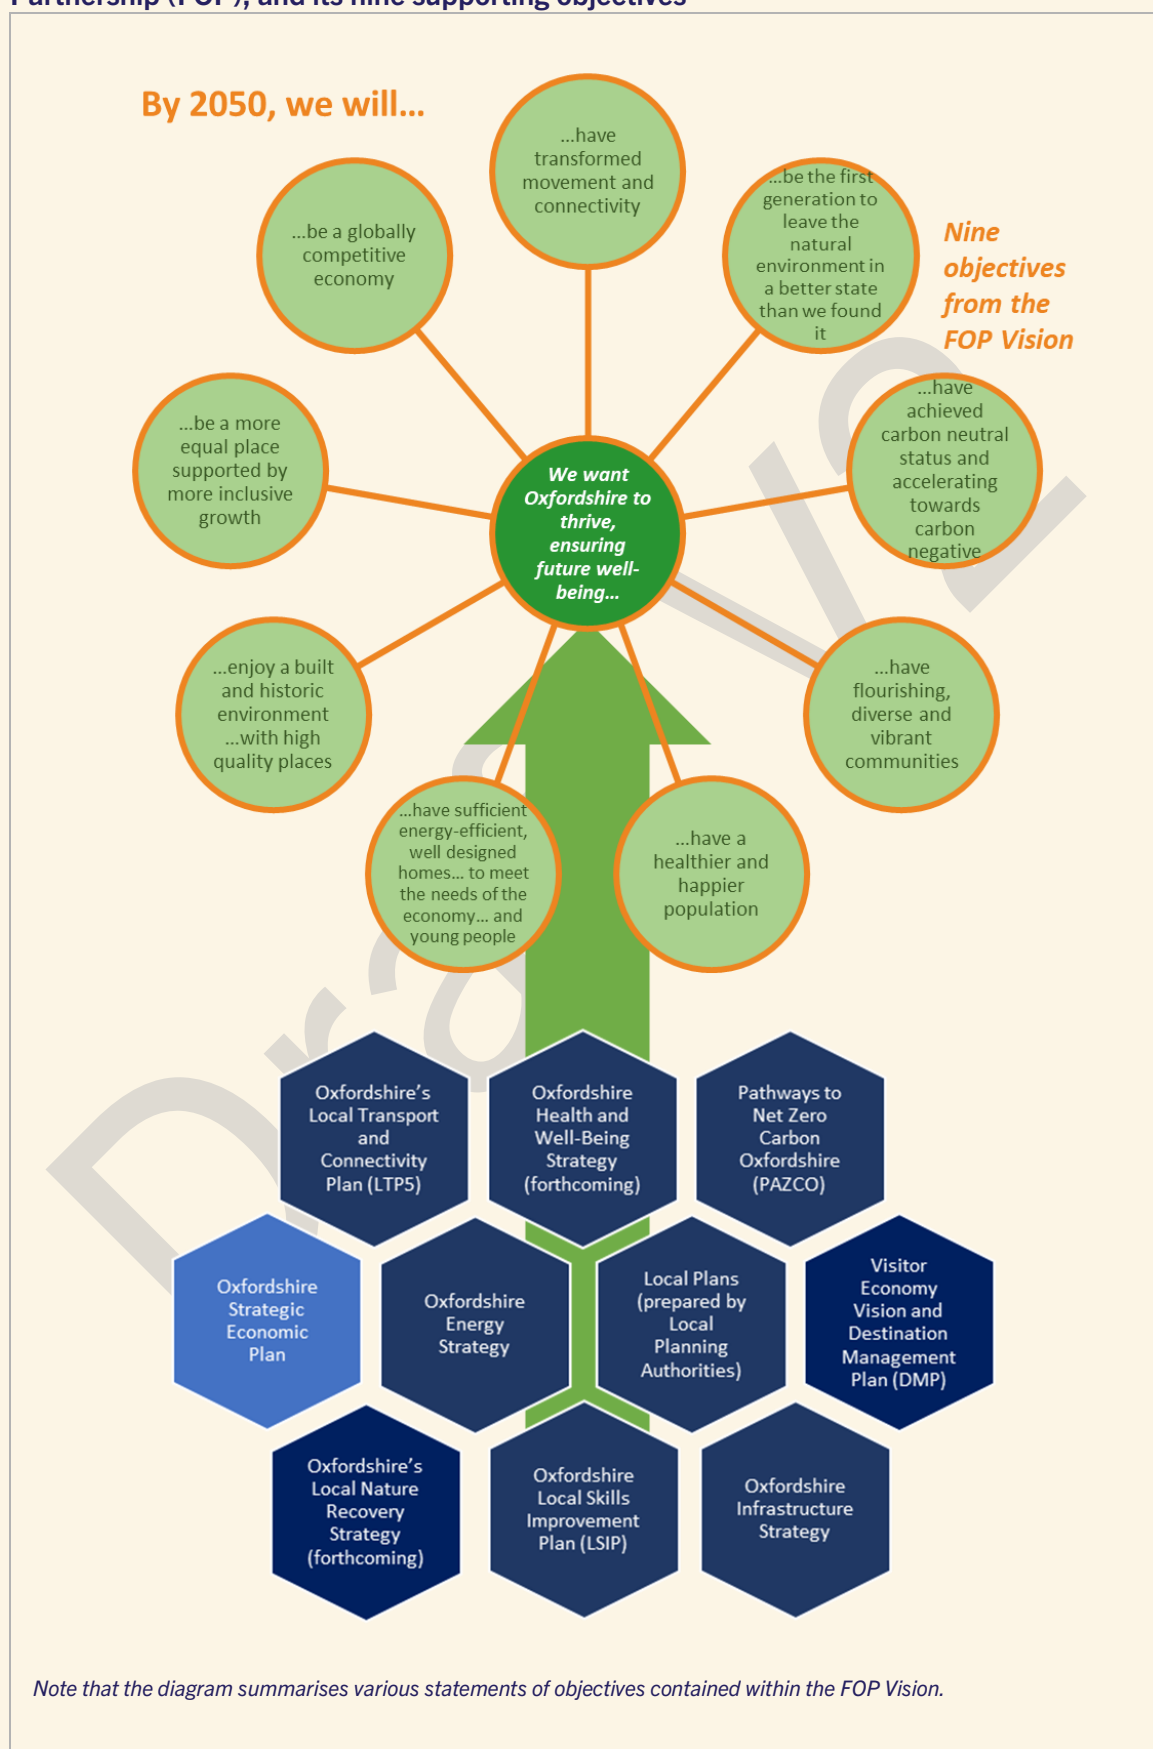 Partnership (FOP), and its nine supporting objectives
By 2050, we will...
...have
transformed
movement and
connectivity
...be a globally
competitive
economy
...be the first
generation to
leave the
natural
environment in
a better state
than we found
it
Nine
objectives
from the
FOP Vision
...be a more
equal place
supported by
more inclusive
growth
...have
achieved
carbon neutral
status and
accelerating
towards
carbon
negative
We want
Oxfordshire to
thrive,
ensuring
future well-
being...
...enjoy a built
and historic
environment
...with high
quality places
...have
flourishing,
diverse and
vibrant
communities
...have sufficient
energy-efficient,
well designed
homes... to meet
the needs of the
economy... and
young people
...have a
healthier and
happier
population
Oxfordshire's
Local Transport
and
Connectivity
Plan (LTP5)
Oxfordshire
Health and
Well-Being
Strategy
(forthcoming)
Pathways to
Net Zero
Carbon
Oxfordshire
(PAZCO)
Oxfordshire
Strategic
Economic
Plan
Oxfordshire
Energy
Strategy
Local Plans
(prepared by
Local
Planning
Authorities)
Visitor
Economy
Vision and
Destination
Management
Plan (DMP)
Oxfordshire's
Local Nature
Recovery
Strategy
(forthcoming)
Oxfordshire
Local Skills
Improvement
Plan (LSIP)
Oxfordshire
Infrastructure
Strategy
Note that the diagram summarises various statements of objectives contained within the FOP Vision.